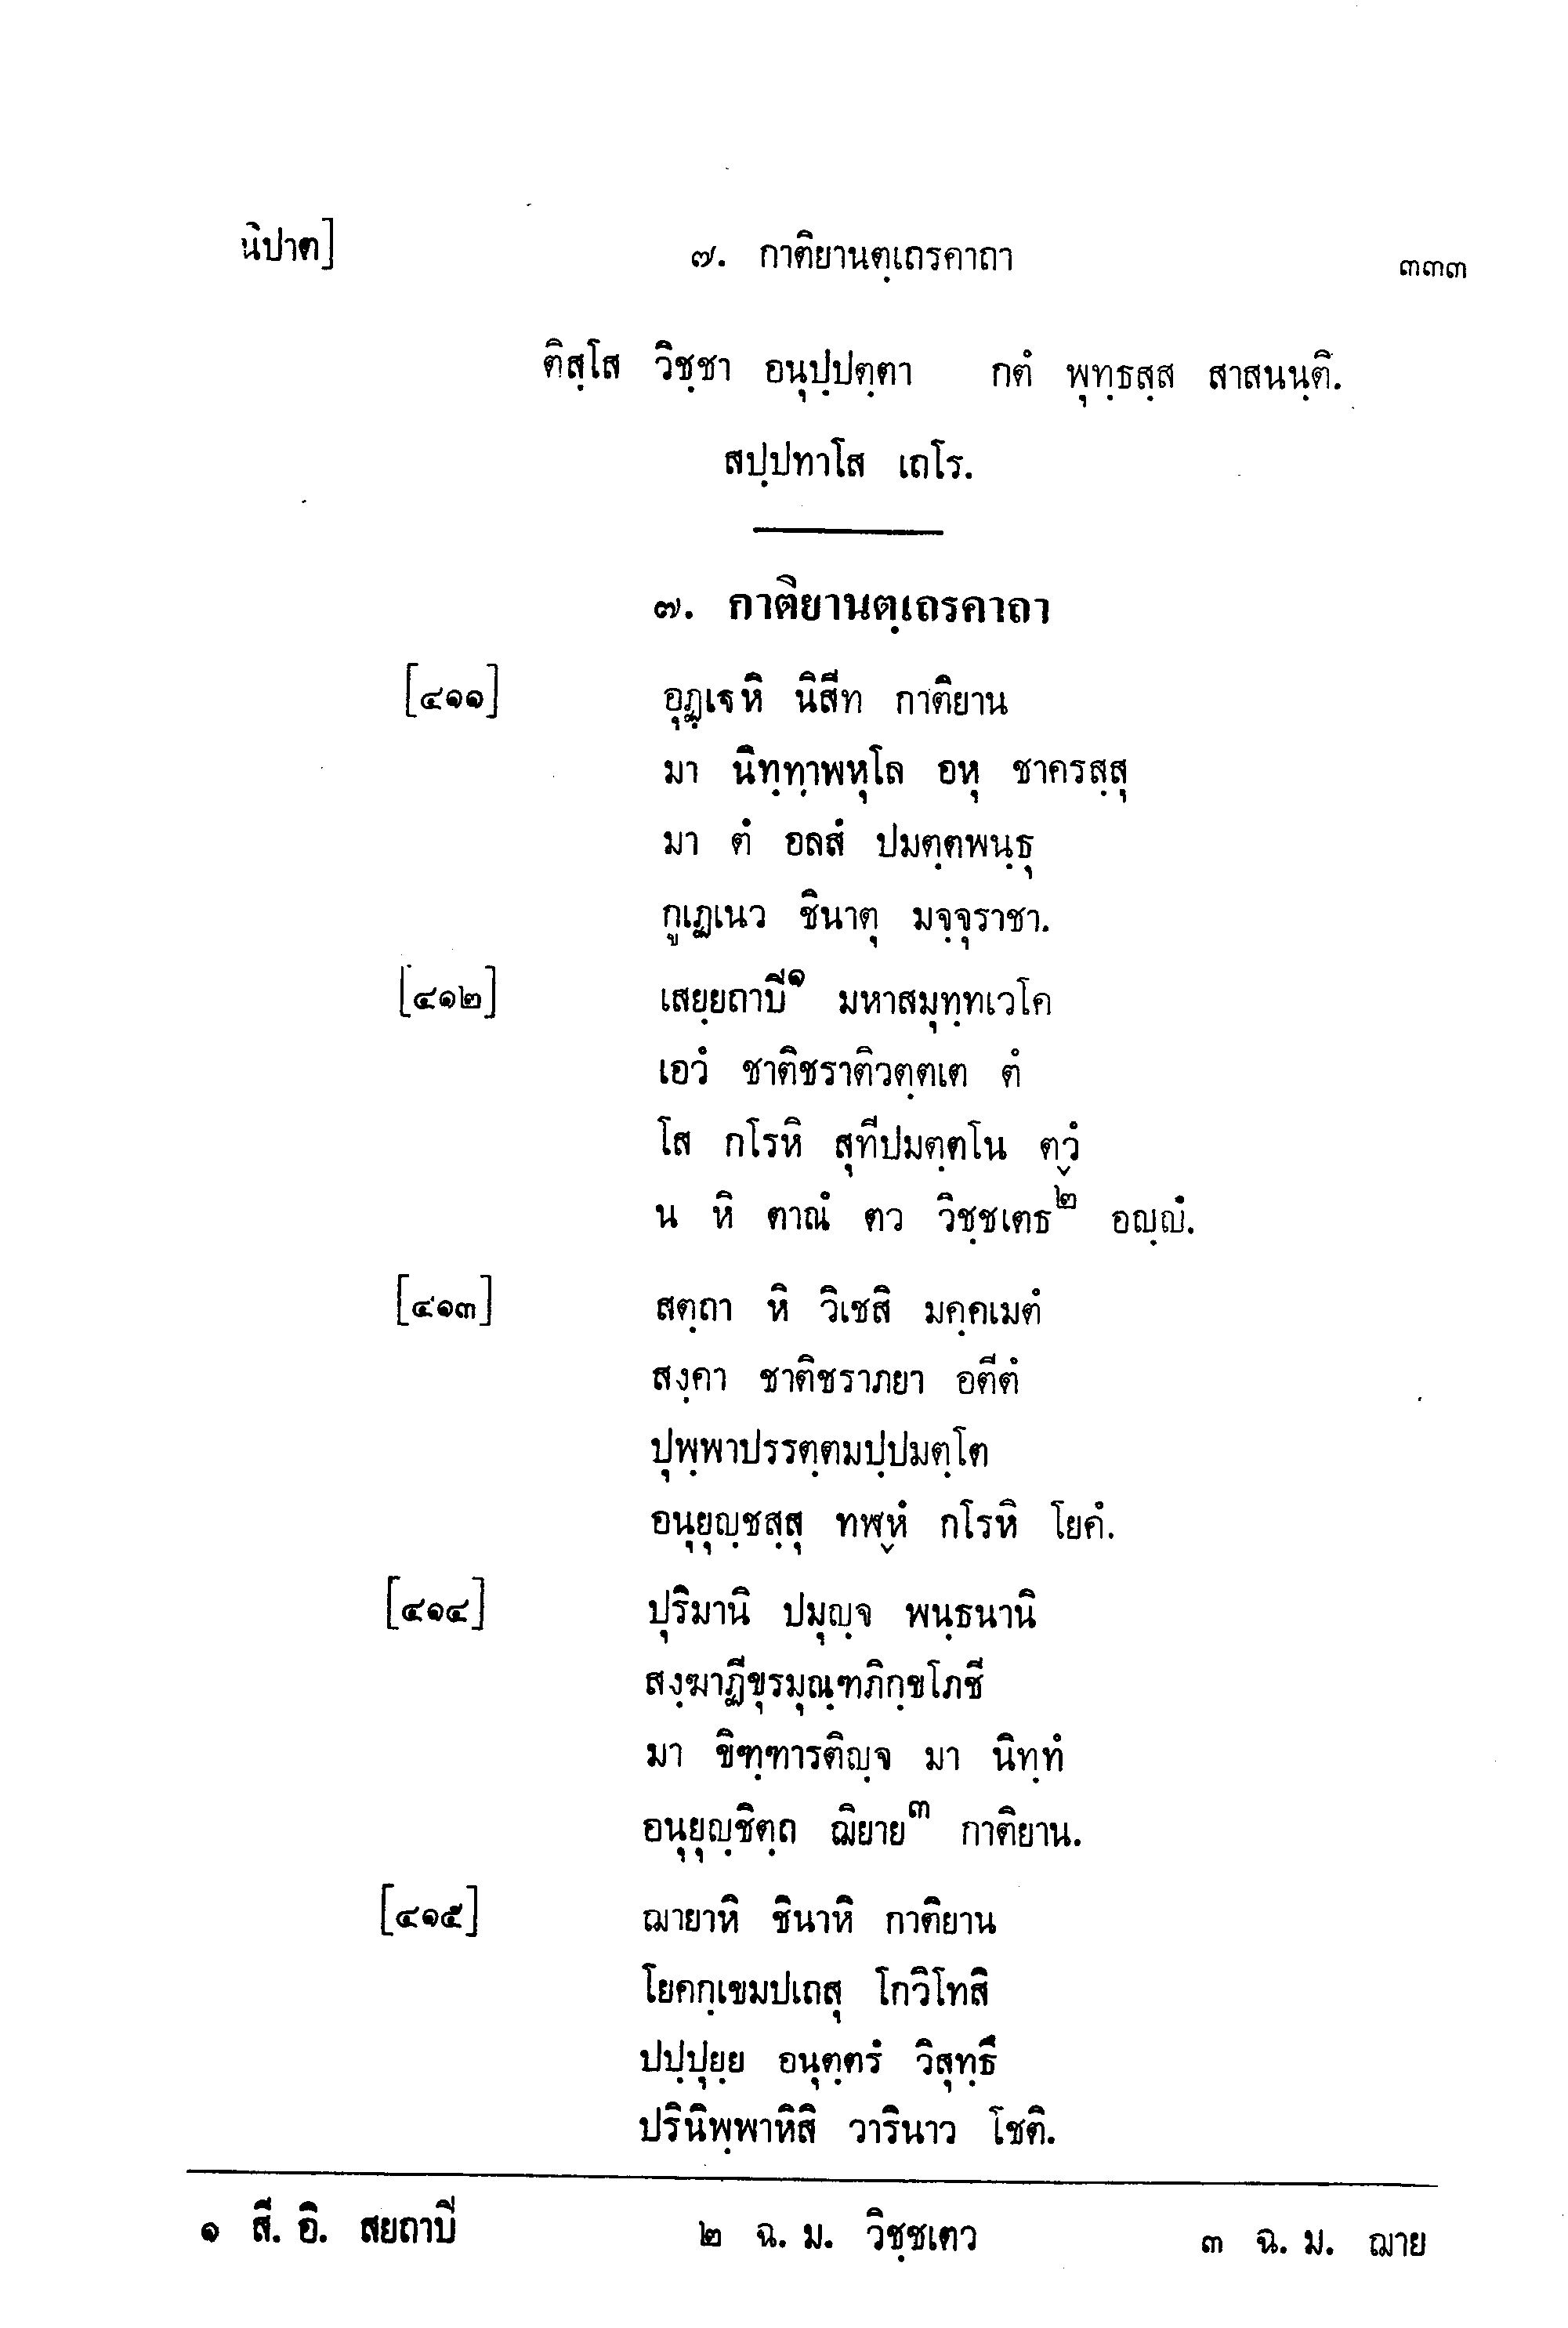 นิปาต] ๗. กาติยานตฺเถรคาถา ๓๓๓
ติสฺโส วิชฺชา อนุปฺปตฺตา กตํ พุทฺธสฺส สาสนนฺติ.
สปฺปทาโส เถโร.
๗. กาติยานตฺเถรคาถา
[๔๑๑] อุฏฺเฐหิ นิสีท กาติยาน
มา นิทฺทาพหุโล อหุ ชาครสฺสุ
มา ตํ อลสํ ปมตฺตพนฺธุ
กูเฏเนว ชินาตุ มจฺจุราชา.
[๔๑๒] เสยฺยถาปี๑ มหาสมุทฺทเวโค
เอวํ ชาติชราติวตฺตเต ตํ
โส กโรหิ สุทีปมตฺตโน ตฺวํ
น หิ ตาณํ ตว วิชฺชเตธ๒ อญฺญํ.
[๔๑๓] สตฺถา หิ วิเชสิ มคฺคเมตํ
สงฺคา ชาติชราภยา อตีตํ
ปุพฺพาปรรตฺตมปฺปมตฺโต
อนุยุญฺชสฺสุ ทฬฺหํ กโรหิ โยคํ.
[๔๑๔] ปุริมานิ ปมุญฺจ พนฺธนานิ
สงฺฆาฏีขุรมุณฺฑภิกฺขโภชี
มา ขิฑฺฑารติญฺจ มา นิทฺทํ
อนุยุญฺชิตฺถ ฌิยาย๓ กาติยาน.
[๔๑๕] ฌายาหิ ชินาหิ กาติยาน
โยคกฺเขมปเถสุ โกวิโทสิ
ปปฺปุยฺย อนุตฺตรํ วิสุทฺธึ
ปรินิพฺพาหิสิ วารินาว โชติ.
๑ สี. อิ. สยถาปี ๒ ฉ. ม. วิชฺชเตว ๓ ฉ. ม. ฌาย